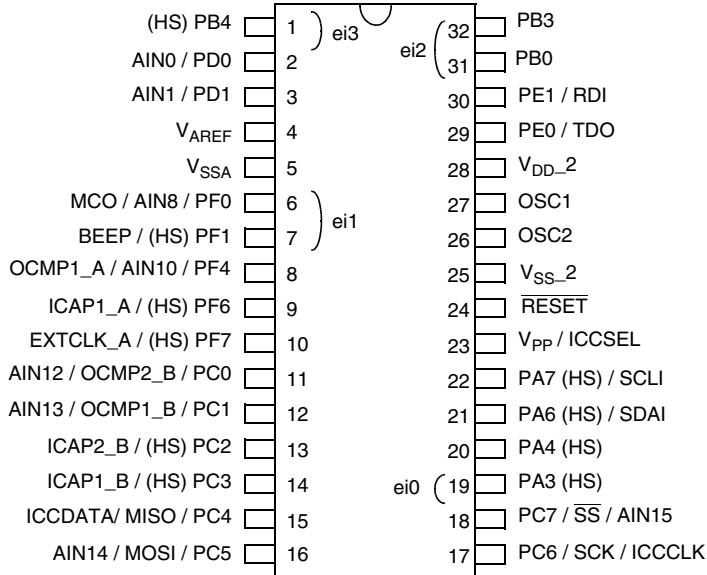 (HS) PB4 1 ei3 ei2 32 PB3
AIN0 / PD0 2 31 PB0
AIN1 / PD1 3 30 PE1 / RDI
VAREF 4 29 PE0 / TDO
VSSA 5 28 VDD_2
MCO / AIN8 / PF0 6 ei1 27 OSC1
BEEP / (HS) PF1 7 26 OSC2
OCMP1_A / AIN10 / PF4 8 25 VSS_2
ICAP1_A / (HS) PF6 9 24 RESET
EXTCLK_A / (HS) PF7 10 23 VPP / ICCSEL
AIN12 / OCMP2_B / PC0 11 22 PA7 (HS) / SCLI
AIN13 / OCMP1_B / PC1 12 21 PA6 (HS) / SDAI
ICAP2_B / (HS) PC2 13 20 PA4 (HS)
ICAP1_B / (HS) PC3 14 ei0 19 PA3 (HS)
ICCDATA/ MISO / PC4 15 18 PC7 / SS / AIN15
AIN14 / MOSI / PC5 16 17 PC6 / SCK / ICCCLK